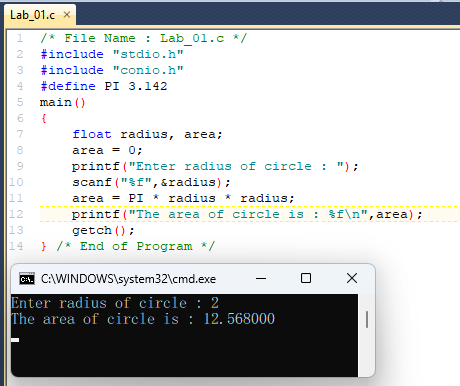 Lab_01.c ×
1 /* File Name : Lab_01.c */
2 #include "stdio.h"
3 #include "conio.h"
4 #define PI 3.142
5 main()
6 {
7 float radius, area;
8 area = 0;
9 printf("Enter radius of circle : ");
10 scanf("%f",&radius);
11 area = PI * radius * radius;
12 printf("The area of circle is : %f\n",area);
13 getch();
14 } /* End of Program */
C:\WINDOWS\system32\cmd.exe
Enter radius of circle : 2
The area of circle is : 12.568000